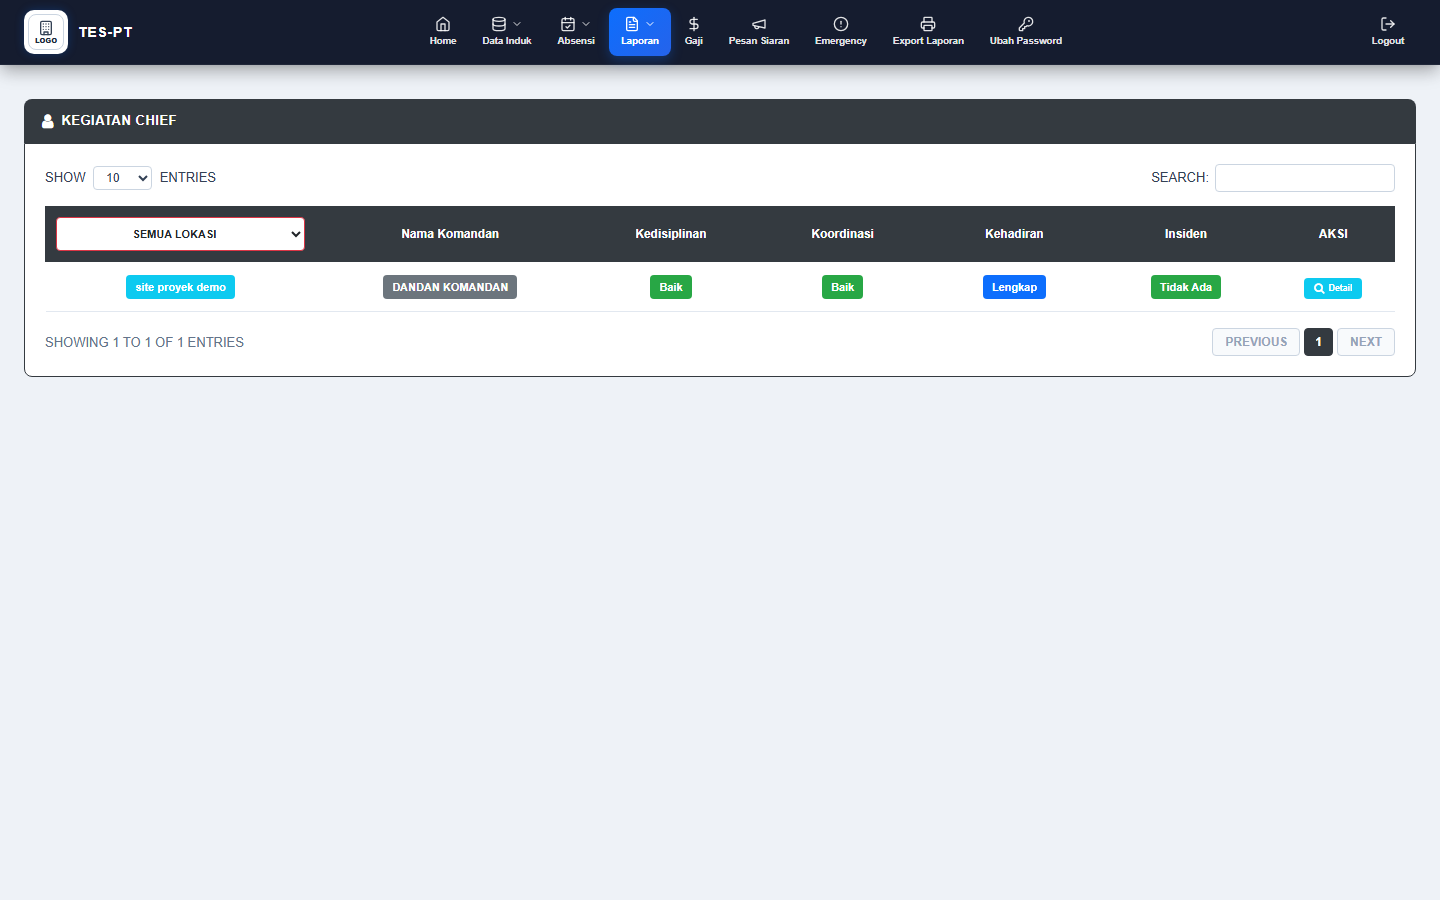 LOGO
TES-PT
Home
Data Induk
Absensi
Laporan
Gaji
Pesan Siaran
Emergency
Export Laporan
Ubah Password
Logout
KEGIATAN CHIEF
SHOW 10 ENTRIES
SEARCH:
SEMUA LOKASI Nama Komandan Kedisiplinan Koordinasi Kehadiran Insiden AKSI
site proyek demo DANDAN KOMANDAN Baik Baik Lengkap Tidak Ada Detail
SHOWING 1 TO 1 OF 1 ENTRIES
PREVIOUS 1 NEXT